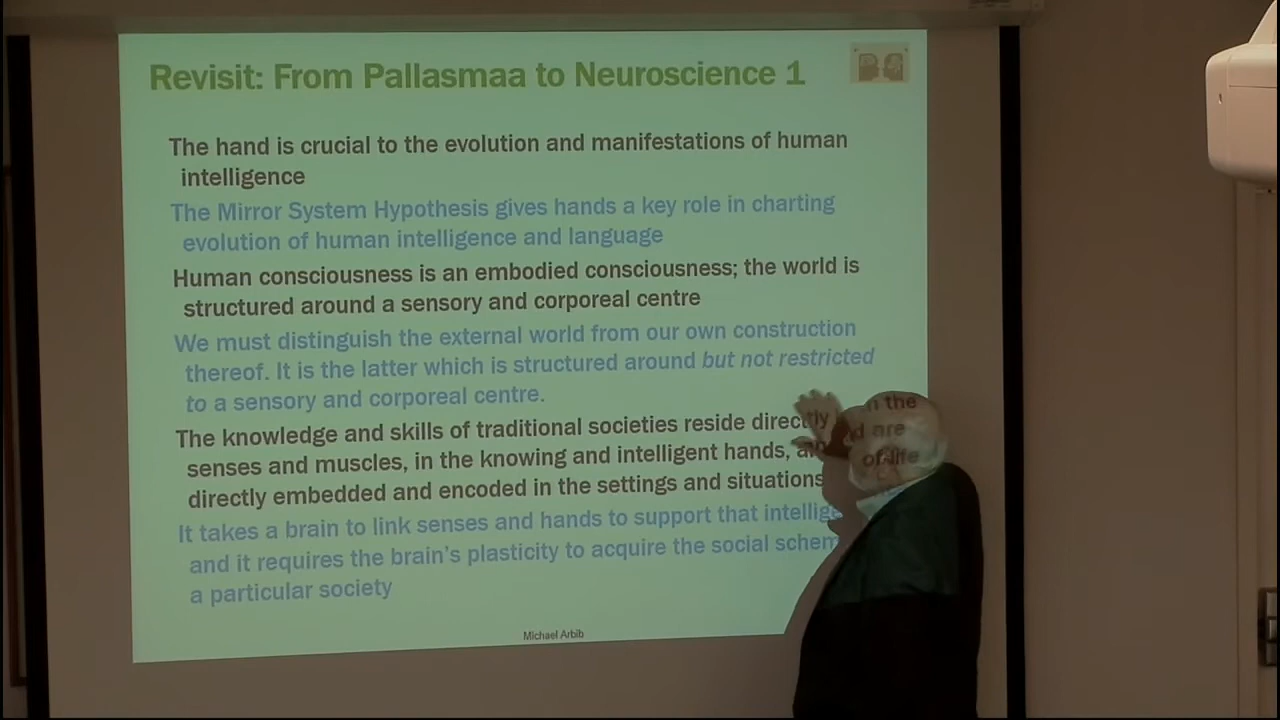 Revisit: From Pallasmaa to Neuroscience 1
The hand is crucial to the evolution and manifestations of human
intelligence
The Mirror System Hypothesis gives hands a key role in charting
evolution of human intelligence and language
Human consciousness is an embodied consciousness; the world is
structured around a sensory and corporeal centre
We must distinguish the external world from our own construction
thereof. It is the latter which is structured around but not restricted
to a sensory and corporeal centre.
The knowledge and skills of traditional societies reside directly in the
senses and muscles, in the knowing and intelligent hands, and are
directly embedded and encoded in the settings and situations of life
It takes a brain to link senses and hands to support that
and it requires the brain's plasticity to acquire the social
a particular society
Michael Arbib